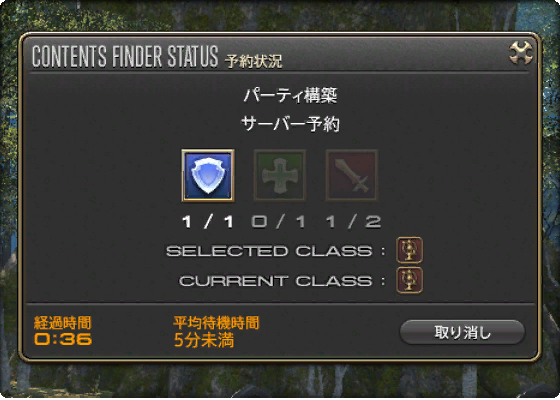 CONTENTS FINDER STATUS 予約状況
パーティ構築
サーバー予約
1 / 1 0 / 1 1 / 2
SELECTED CLASS :
CURRENT CLASS :
経過時間 平均待機時間
0:36 5分未満 取り消し